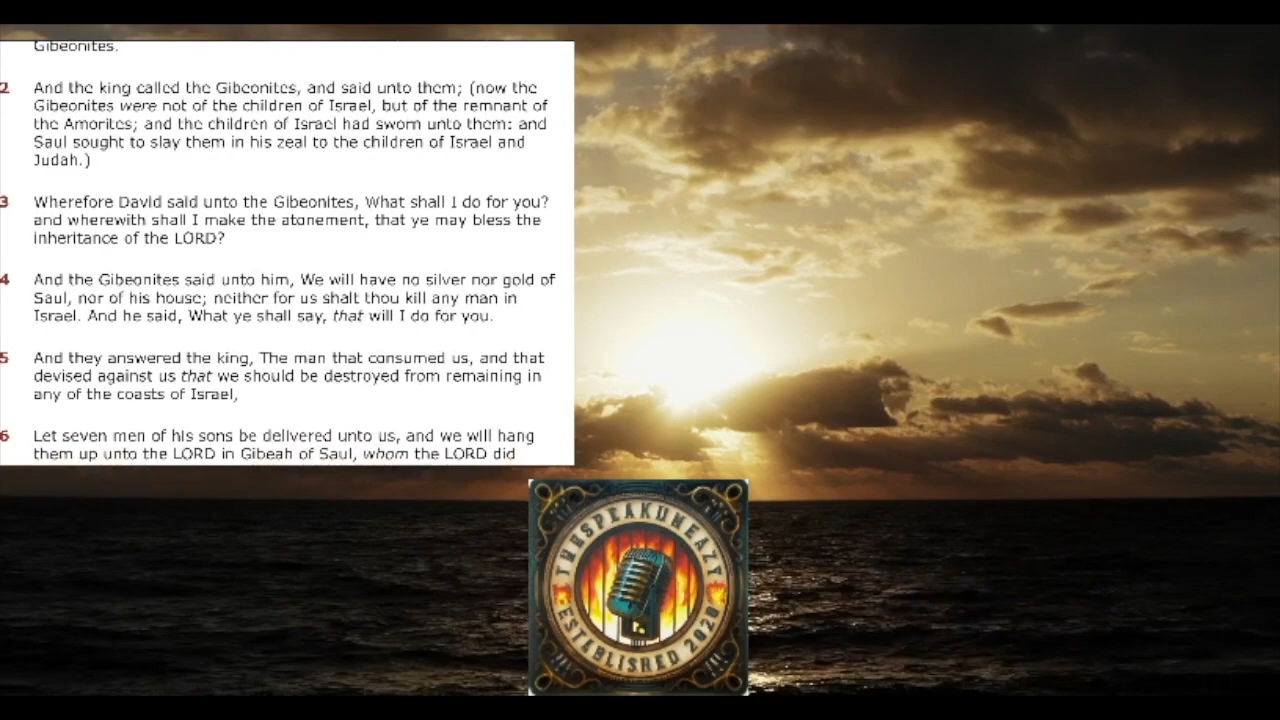 Gibeonites.
2 And the king called the Gibeonites, and said unto them; (now the
Gibeonites were not of the children of Israel, but of the remnant of
the Amorites; and the children of Israel had sworn unto them: and
Saul sought to slay them in his zeal to the children of Israel and
Judah.)
3 Wherefore David said unto the Gibeonites, What shall I do for you?
and wherewith shall I make the atonement, that ye may bless the
inheritance of the LORD?
4 And the Gibeonites said unto him, We will have no silver nor gold of
Saul, nor of his house; neither for us shalt thou kill any man in
Israel. And he said, What ye shall say, that will I do for you.
5 And they answered the king, The man that consumed us, and that
devised against us that we should be destroyed from remaining in
any of the coasts of Israel,
6 Let seven men of his sons be delivered unto us, and we will hang
them up unto the LORD in Gibeah of Saul, whom the LORD did
THESPEAKUNEAZY
ESTABLISHED 2020